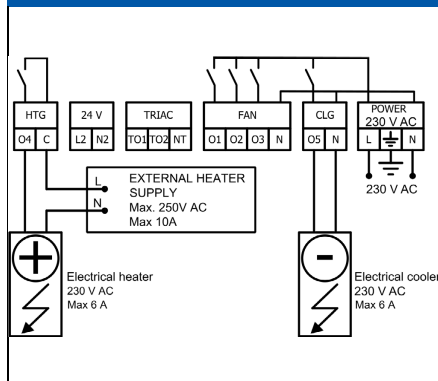 HTG
24 V
TRIAC
FAN
CLG
POWER
230 V AC
O4 C
L2 N2
TO1 TO2 NT
O1 O2 O3 N
O5 N
L N
230 V AC
L
N
EXTERNAL HEATER
SUPPLY
Max. 250V AC
Max 10A
+
Electrical heater
230 V AC
Max 6 A
-
Electrical cooler
230 V AC
Max 6 A